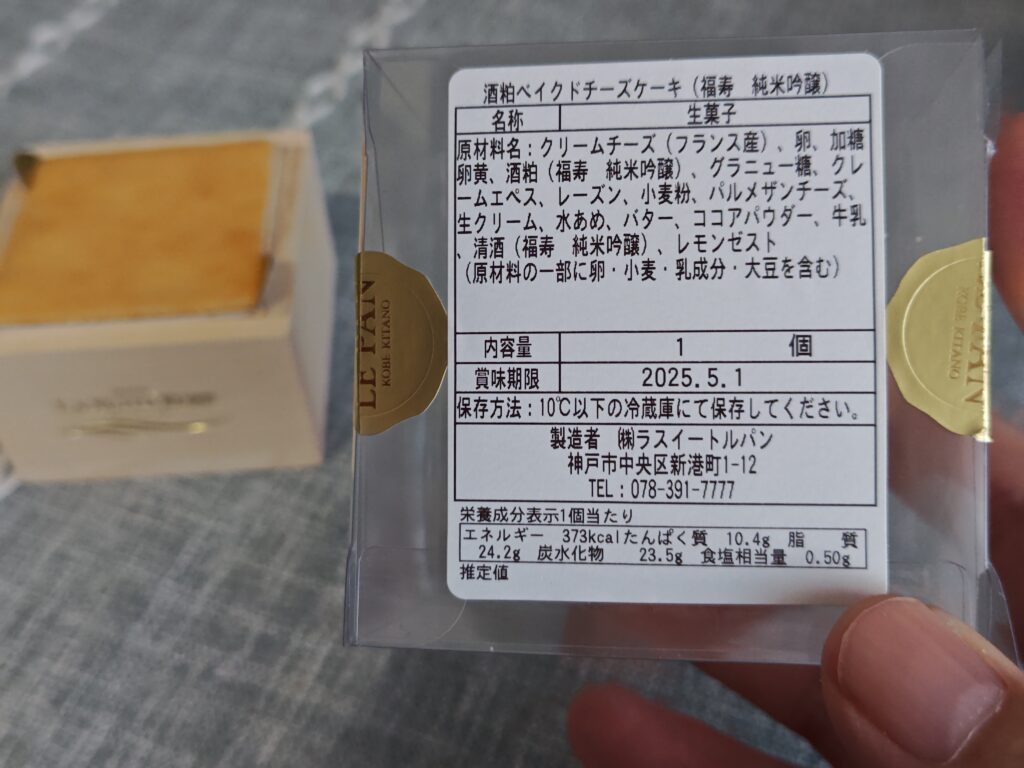 酒粕ベイクドチーズケーキ（福寿　純米吟醸）
名称 生菓子
原材料名：クリームチーズ（フランス産）、卵、加糖
卵黄、酒粕（福寿　純米吟醸）、グラニュー糖、クレ
ームエペス、レーズン、小麦粉、パルメザンチーズ、
生クリーム、水あめ、バター、ココアパウダー、牛乳
、清酒（福寿　純米吟醸）、レモンゼスト
（原材料の一部に卵・小麦・乳成分・大豆を含む）
内容量 1 個
賞味期限 2025.5.1
保存方法：10℃以下の冷蔵庫にて保存してください。
製造者　㈱ラスイートルパン
神戸市中央区新港町1-12
TEL：078-391-7777
栄養成分表示1個当たり
エネルギー　373kcalたんぱく質　10.4g　脂　質
24.2g　炭水化物　23.5g　食塩相当量　0.50g
推定値
LE PAN
KOBE KITANO
PAN
KOBE KITANO